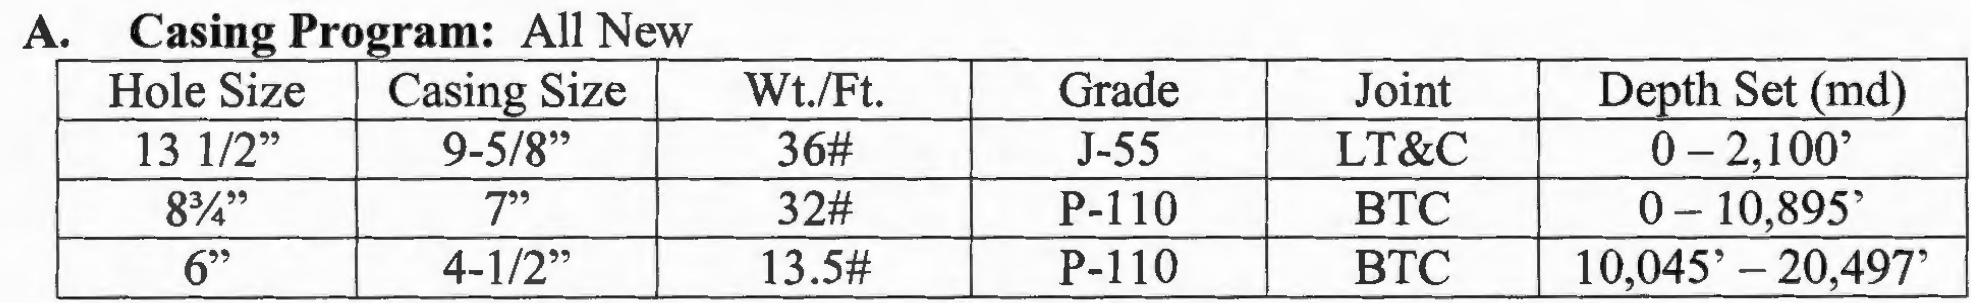 A. Casing Program: All New
Hole Size Casing Size Wt./Ft. Grade Joint Depth Set (md)
13 1/2” 9-5/8” 36# J-55 LT&C 0 – 2,100’
8¾” 7” 32# P-110 BTC 0 – 10,895’
6” 4-1/2” 13.5# P-110 BTC 10,045’ – 20,497’